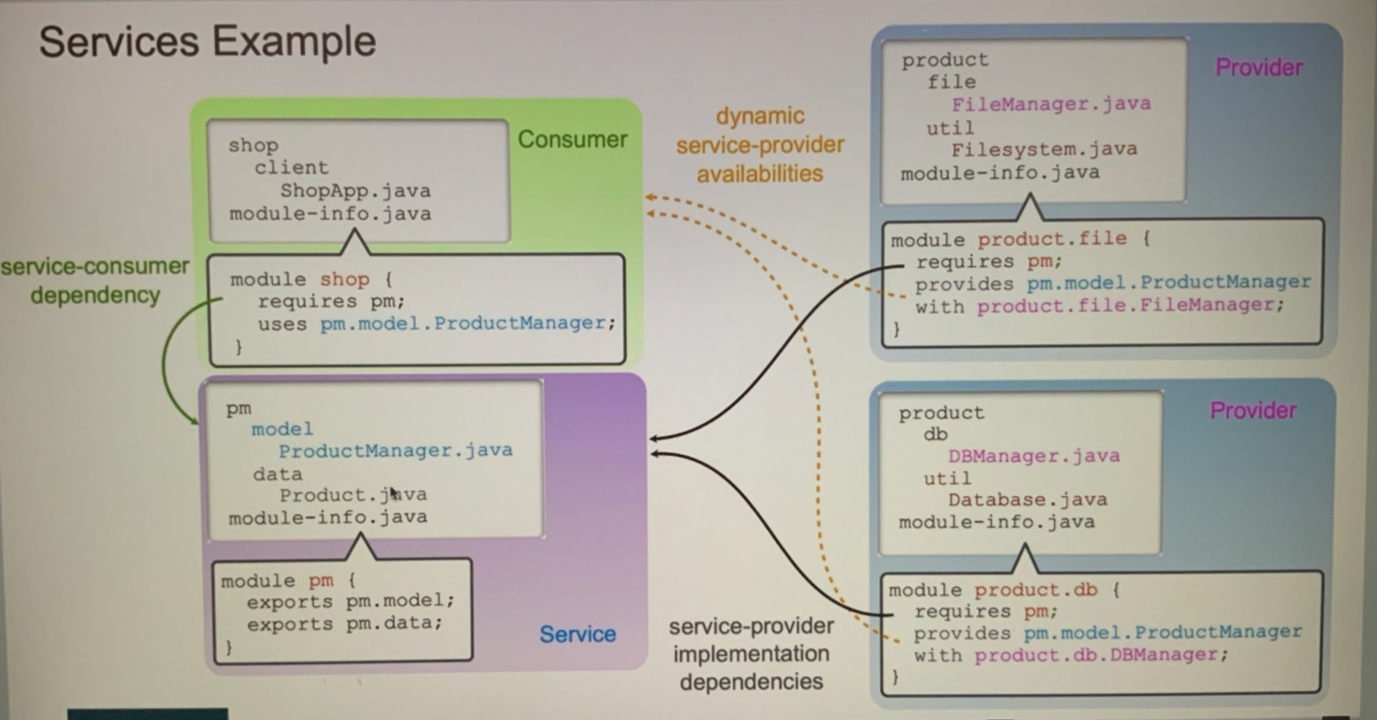 Services Example
Consumer
shop
client
ShopApp.java
module-info.java
module shop {
requires pm;
uses pm.model.ProductManager;
}
service-consumer
dependency
pm
model
ProductManager.java
data
Product.java
module-info.java
module pm {
exports pm.model;
exports pm.data;
}
Service
dynamic
service-provider
availabilities
service-provider
implementation
dependencies
Provider
product
file
FileManager.java
util
Filesystem.java
module-info.java
module product.file {
requires pm;
provides pm.model.ProductManager
with product.file.FileManager;
}
Provider
product
db
DBManager.java
util
Database.java
module-info.java
module product.db {
requires pm;
provides pm.model.ProductManager
with product.db.DBManager;
}